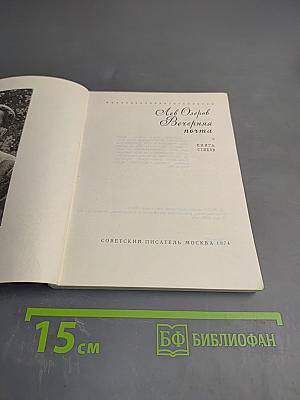 Лев Озеров
Вечерняя
почта
КНИГА
СТИХОВ
СОВЕТСКИЙ ПИСАТЕЛЬ МОСКВА 1974
15 см
БФ БИБЛИОФАН